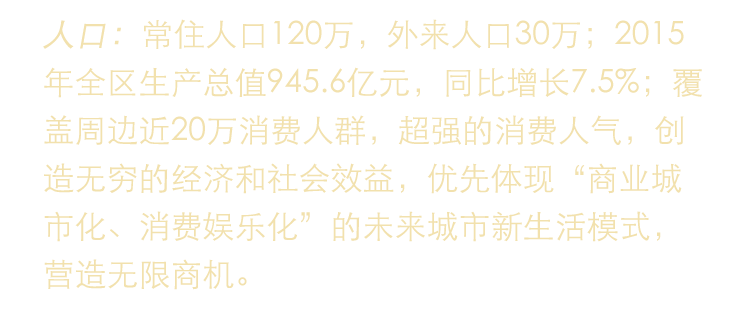 人口：常住人口120万，外来人口30万；2015
年全区生产总值945.6亿元，同比增长7.5%；覆
盖周边近20万消费人群，超强的消费人气，创
造无穷的经济和社会效益，优先体现“商业城
市化、消费娱乐化”的未来城市新生活模式，
营造无限商机。